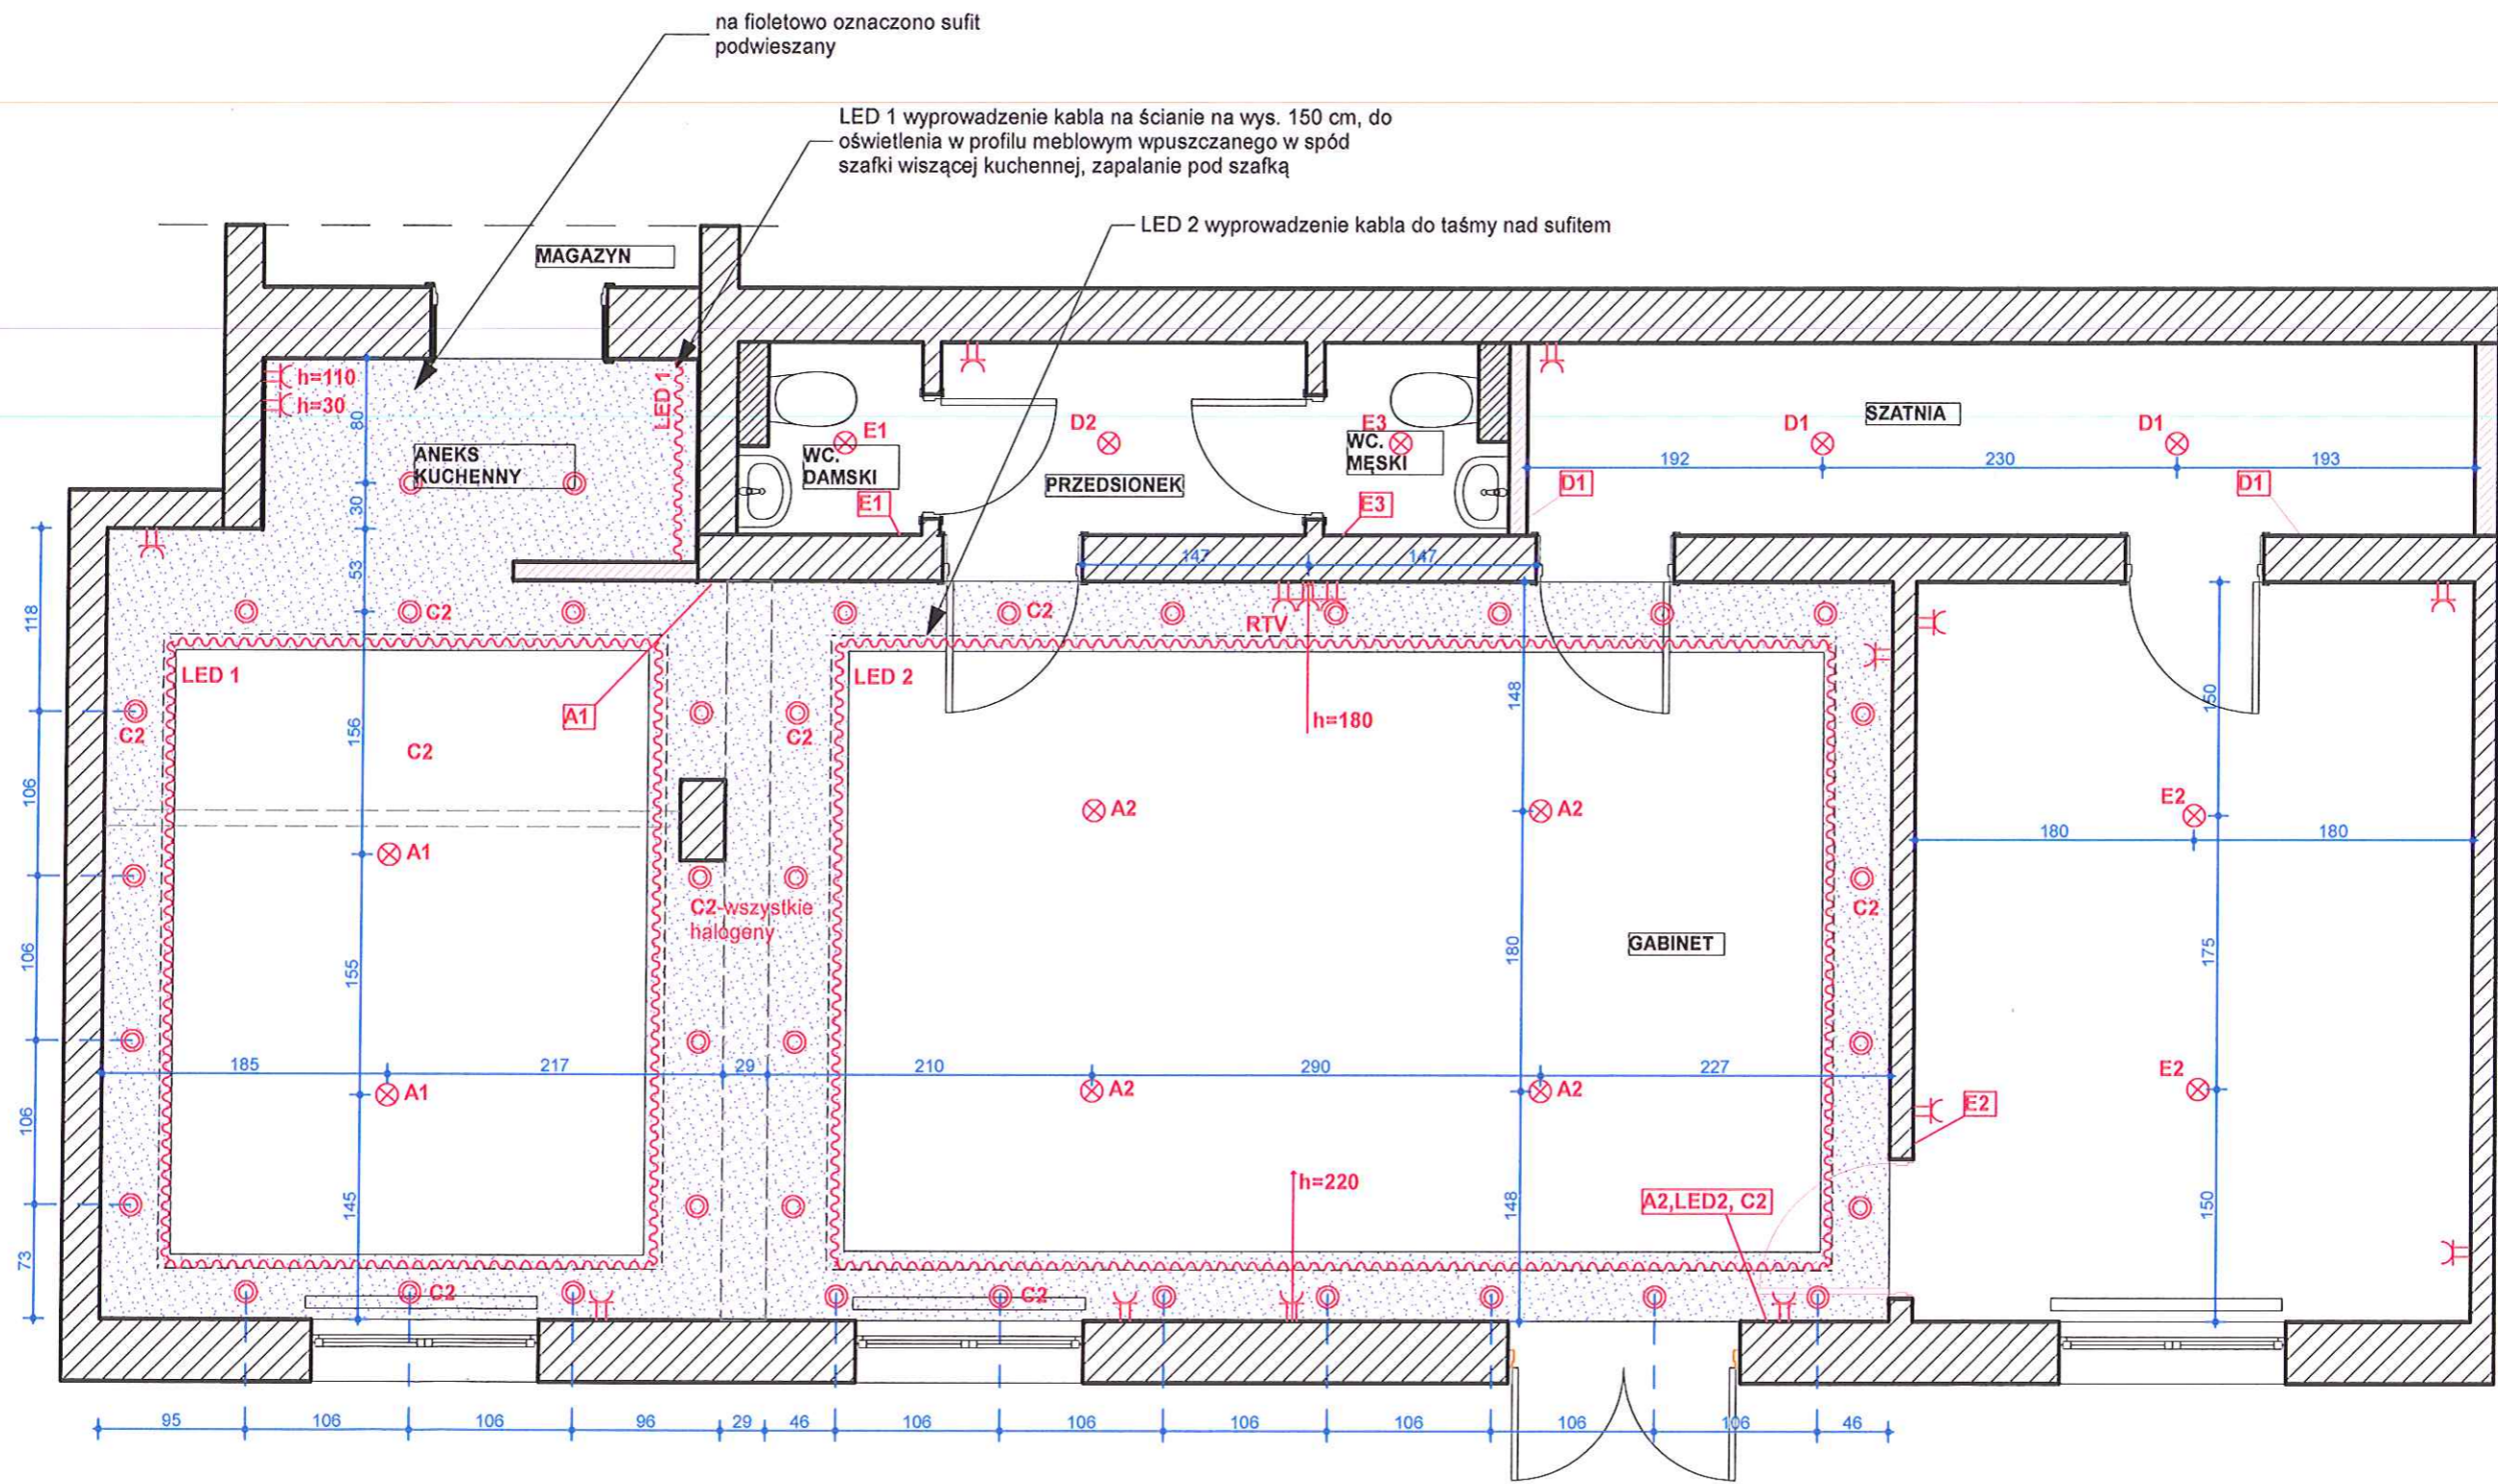 na fioletowo oznaczono sufit
podwieszany
LED 1 wyprowadzenie kabla na ścianie na wys. 150 cm, do
oświetlenia w profilu meblowym wpuszczanego w spód
szafki wiszącej kuchennej, zapalanie pod szafką
LED 2 wyprowadzenie kabla do taśmy nad sufitem
MAGAZYN
h=110
h=30
80
LED 1
ANEKS
KUCHENNY
30
53
E1
WC.
DAMSKI
E1
D2
PRZEDSIONEK
E3
WC.
MĘSKI
E3
SZATNIA
D1
D1
192
230
193
D1
D1
147
147
118
C2
C2
RTV
LED 1
LED 2
A1
h=180
148
150
C2
C2
C2
156
106
A2
A2
A1
E2
180
180
C2-wszystkie
halogeny
C2
GABINET
106
155
180
175
185
217
29
210
290
227
A1
A2
A2
E2
E2
106
145
h=220
148
A2,LED2, C2
150
73
C2
C2
95
106
106
96
29
46
106
106
106
106
106
106
46